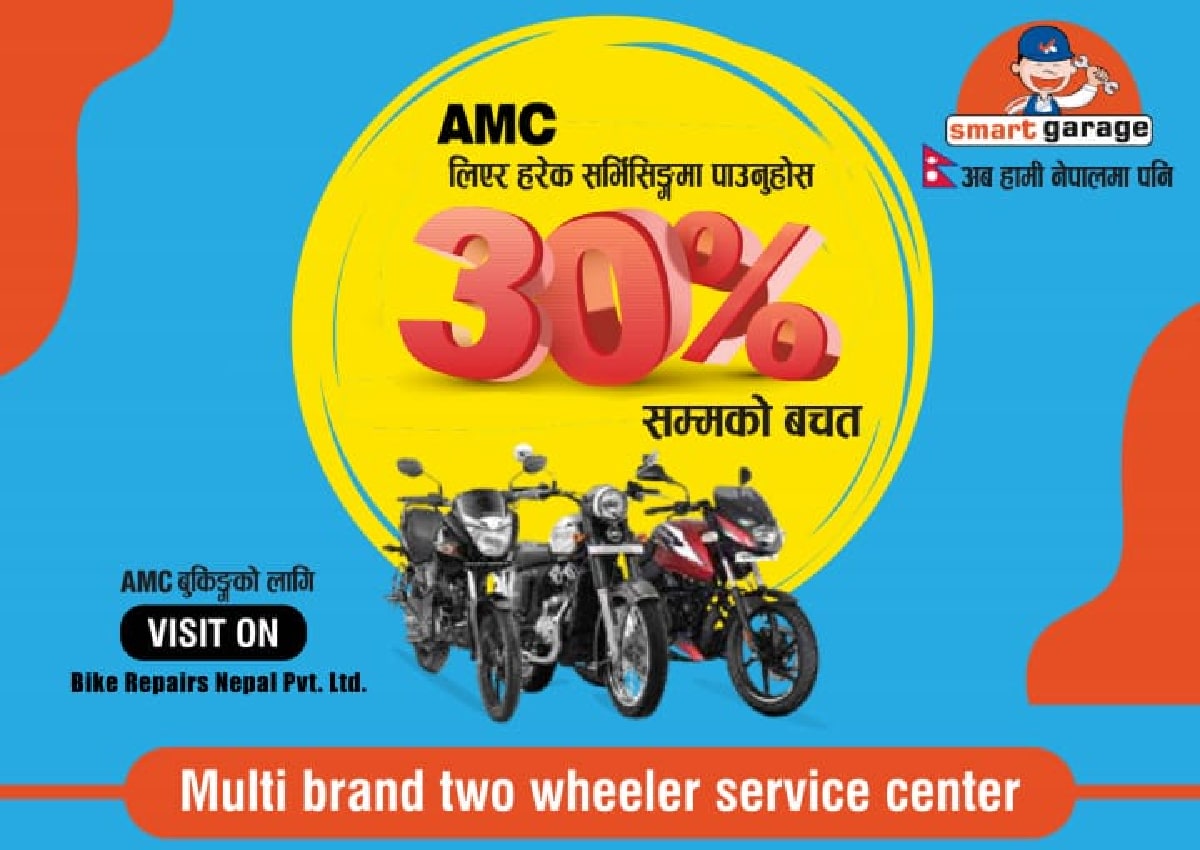 AMC
लिएर हरेक सर्भिसिङ्गमा पाउनुहोस
30%
सम्मको बचत
smart garage
अब हामी नेपालमा पनि
AMC बुकिङ्गको लागि
VISIT ON
Bike Repairs Nepal Pvt. Ltd.
Multi brand two wheeler service center